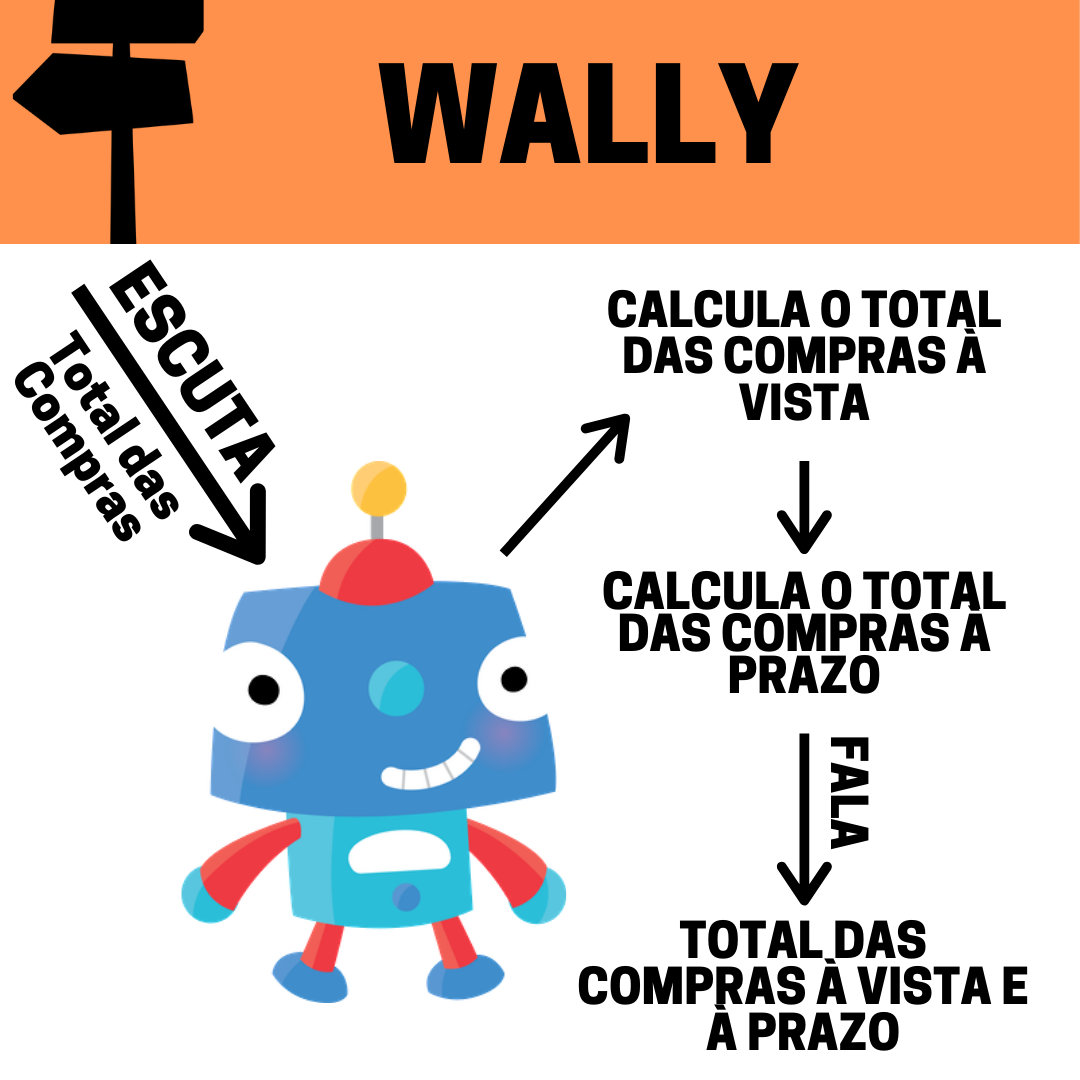 WALLY
ESCUTA
Total das
Compras
CALCULA O TOTAL
DAS COMPRAS À
VISTA
CALCULA O TOTAL
DAS COMPRAS À
PRAZO
FALA
TOTAL DAS
COMPRAS À VISTA E
À PRAZO